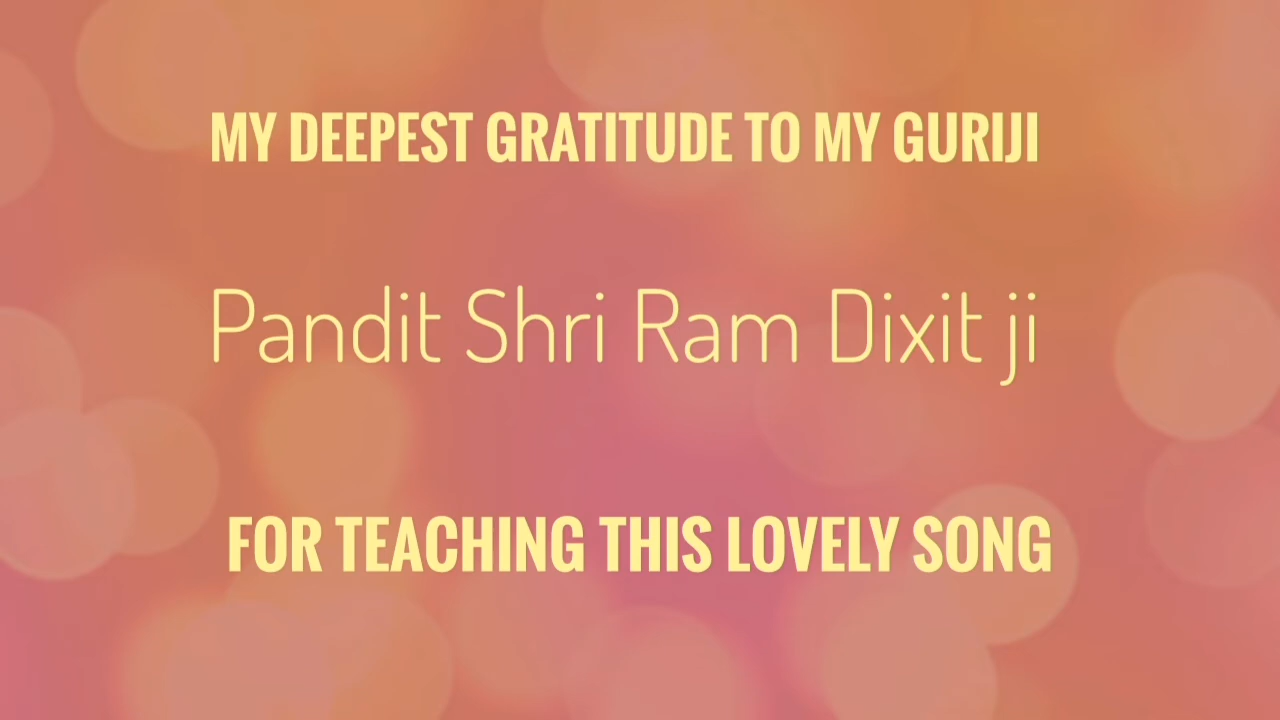 MY DEEPEST GRATITUDE TO MY GURIJI
Pandit Shri Ram Dixit ji
FOR TEACHING THIS LOVELY SONG